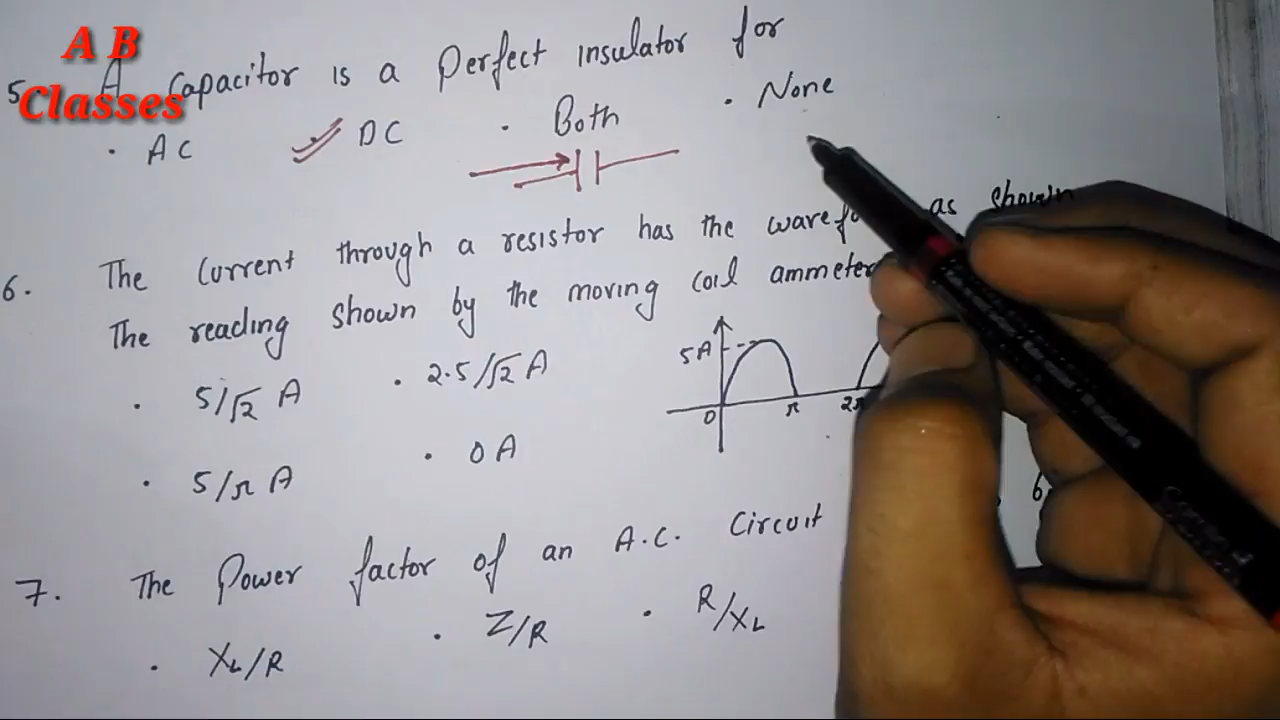 A B
Classes
5. A Capacitor is a Perfect insulator for
· AC DC · Both · None
6. The Current through a resistor has the as shown
The reading shown by the moving coil ammeter
· 5/√2 A · 2.5/√2 A
5A
0 π 2π
· 5/π A · 0 A
7. The Power factor of an A.C. Circuit
· XL/R · Z/R · R/XL